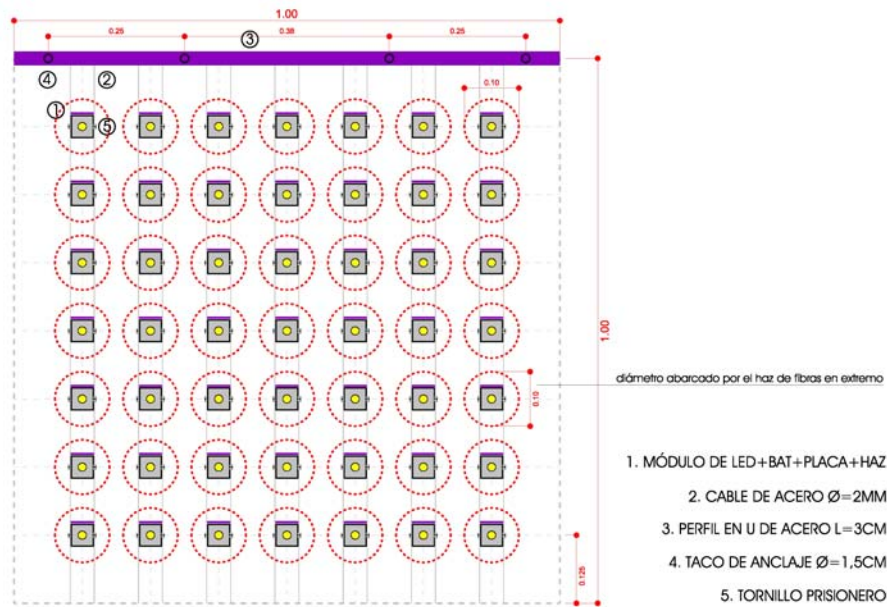 1.00
0.25
0.38
0.25
③
④
②
0.10
①
⑤
1.00
diámetro abarcado por el haz de fibras en extremo
0.10
1. MÓDULO DE LED+BAT+PLACA+HAZ
2. CABLE DE ACERO Ø=2MM
3. PERFIL EN U DE ACERO L=3CM
4. TACO DE ANCLAJE Ø=1,5CM
0.125
5. TORNILLO PRISIONERO